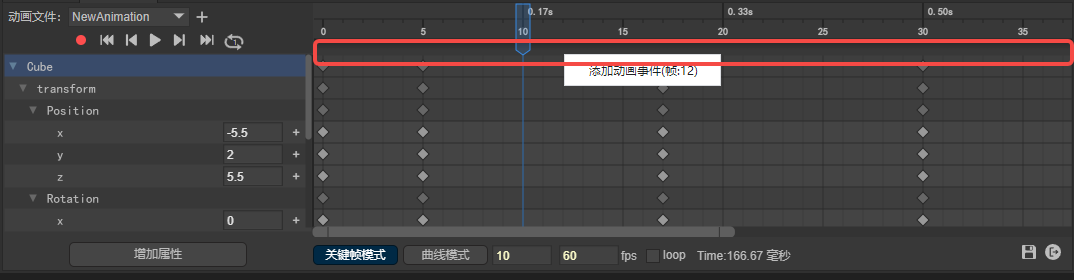 动画文件： NewAnimation
0.17s 0.33s 0.50s
0 5 10 15 20 25 30 35
Cube
添加动画事件(帧:12)
transform
Position
x -5.5 +
y 2 +
z 5.5 +
Rotation
x 0 +
增加属性 关键帧模式 曲线模式 10 60 fps loop Time:166.67 毫秒